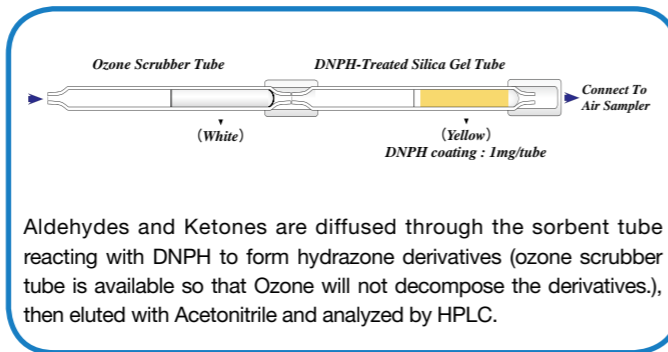 Ozone Scrubber Tube
DNPH-Treated Silica Gel Tube
Connect To
Air Sampler
(White)
(Yellow)
DNPH coating : 1mg/tube
Aldehydes and Ketones are diffused through the sorbent tube
reacting with DNPH to form hydrazone derivatives (ozone scrubber
tube is available so that Ozone will not decompose the derivatives.),
then eluted with Acetonitrile and analyzed by HPLC.